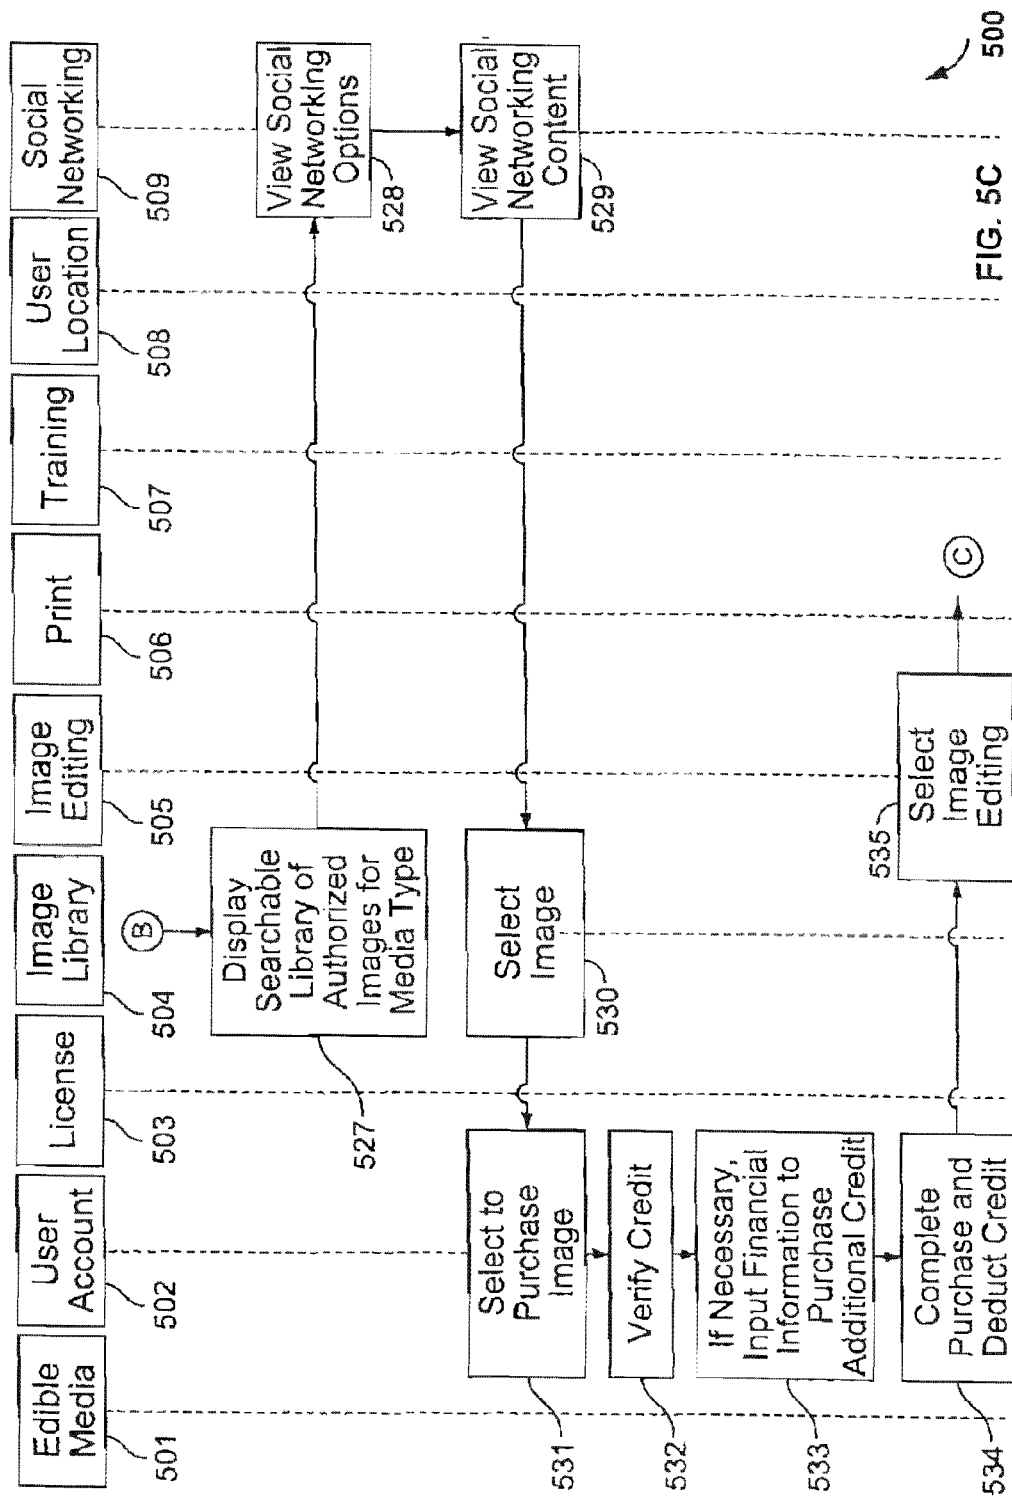 Edible
Media
501
User
Account
502
License
503
Image
Library
504
Image
Editing
505
Print
506
Training
507
User
Location
508
Social
Networking
509
B
Display
Searchable
Library of
Authorized
Images for
Media Type
527
View Social
Networking
Options
528
View Social
Networking
Content
529
Select
Image
530
Select to
Purchase
Image
531
Verify Credit
532
If Necessary,
Input Financial
Information to
Purchase
Additional Credit
533
Complete
Purchase and
Deduct Credit
534
Select
Image
Editing
535
C
FIG. 5C
500